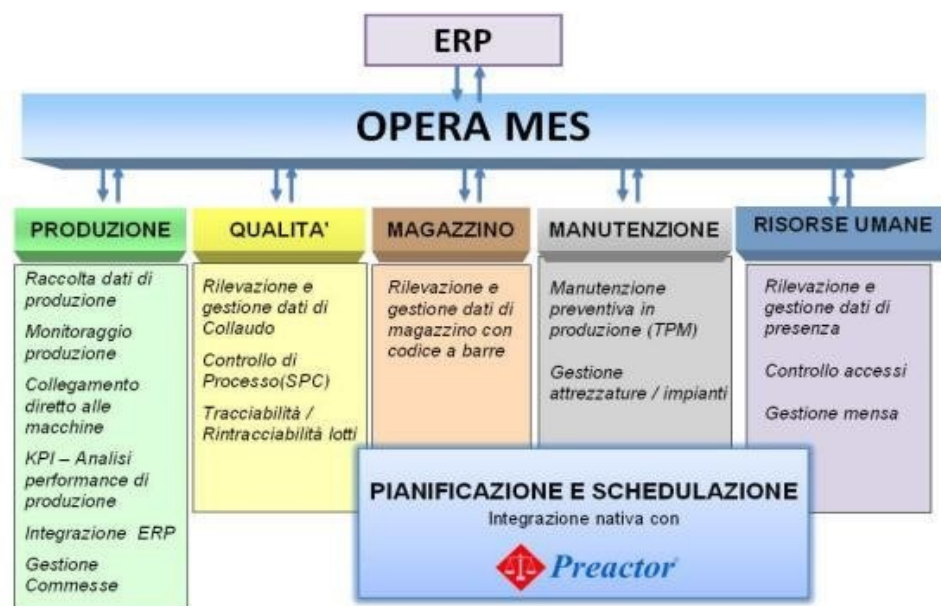 ERP
OPERA MES
PRODUZIONE
Raccolta dati di
produzione
Monitoraggio
produzione
Collegamento
diretto alle
macchine
KPI – Analisi
performance di
produzione
Integrazione ERP
Gestione
Commesse
QUALITA'
Rilevazione e
gestione dati di
Collaudo
Controllo di
Processo(SPC)
Tracciabilità /
Rintracciabilità lotti
MAGAZZINO
Rilevazione e
gestione dati di
magazzino con
codice a barre
MANUTENZIONE
Manutenzione
preventiva in
produzione (TPM)
Gestione
attrezzature / impianti
RISORSE UMANE
Rilevazione e
gestione dati di
presenza
Controllo accessi
Gestione mensa
PIANIFICAZIONE E SCHEDULAZIONE
Integrazione nativa con
Preactor